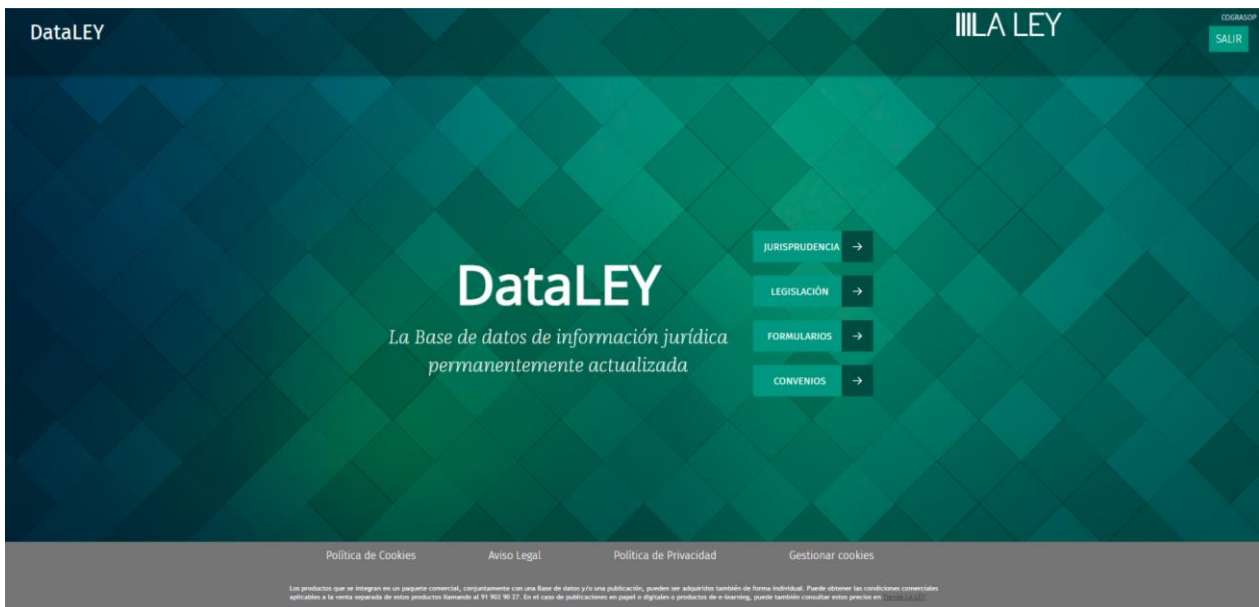 DataLEY
LA LEY
COGRASOP
SALIR
JURISPRUDENCIA →
LEGISLACIÓN →
FORMULARIOS →
CONVENIOS →
DataLEY
La Base de datos de información jurídica
permanentemente actualizada
Política de Cookies Aviso Legal Política de Privacidad Gestionar cookies
Los productos que se integran en un paquete comercial, conjuntamente con una Base de datos y/o una publicación, pueden ser adquiridos también de forma individual. Puede obtener las condiciones comerciales
aplicables a la venta separada de estos productos llamando al 91 903 90 27. En el caso de publicaciones en papel o digitales o productos de e-learning, puede también consultar estos precios en Tienda LA LEY